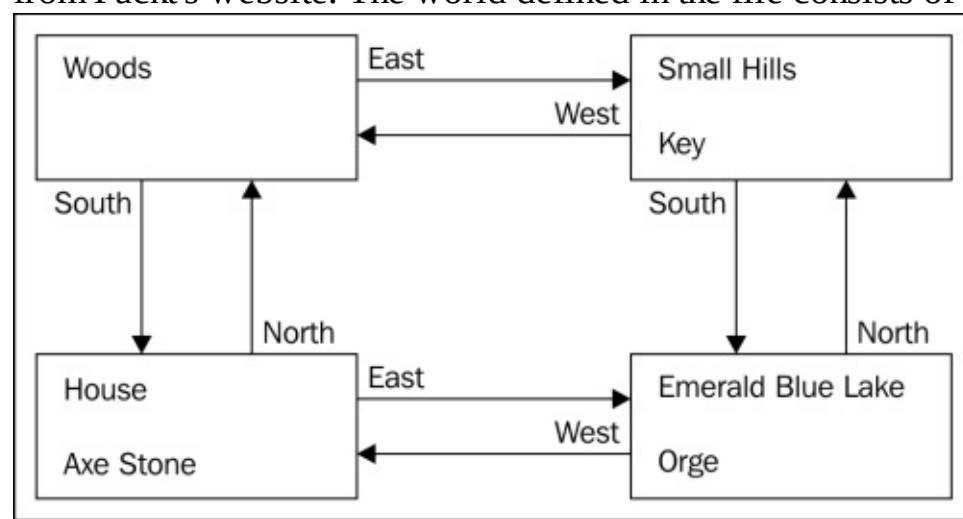 from Packt's website. The world defined in the file consists of
Woods
East
Small Hills
West
Key
South
South
North
North
House
East
Emerald Blue Lake
West
Axe Stone
Orge